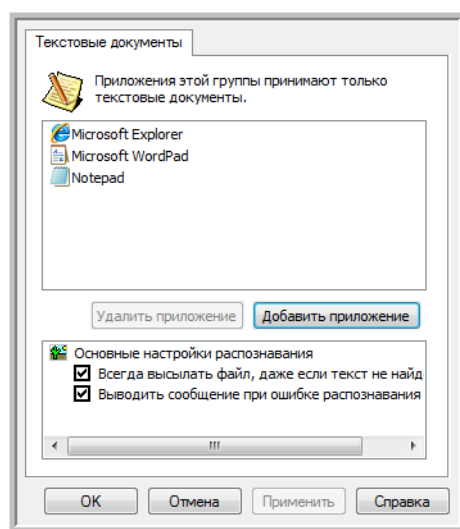 Текстовые документы
Приложения этой группы принимают только
текстовые документы.
Microsoft Explorer
Microsoft WordPad
Notepad
Удалить приложение Добавить приложение
Основные настройки распознавания
Всегда высылать файл, даже если текст не найд
Выводить сообщение при ошибке распознавания
OK Отмена Применить Справка